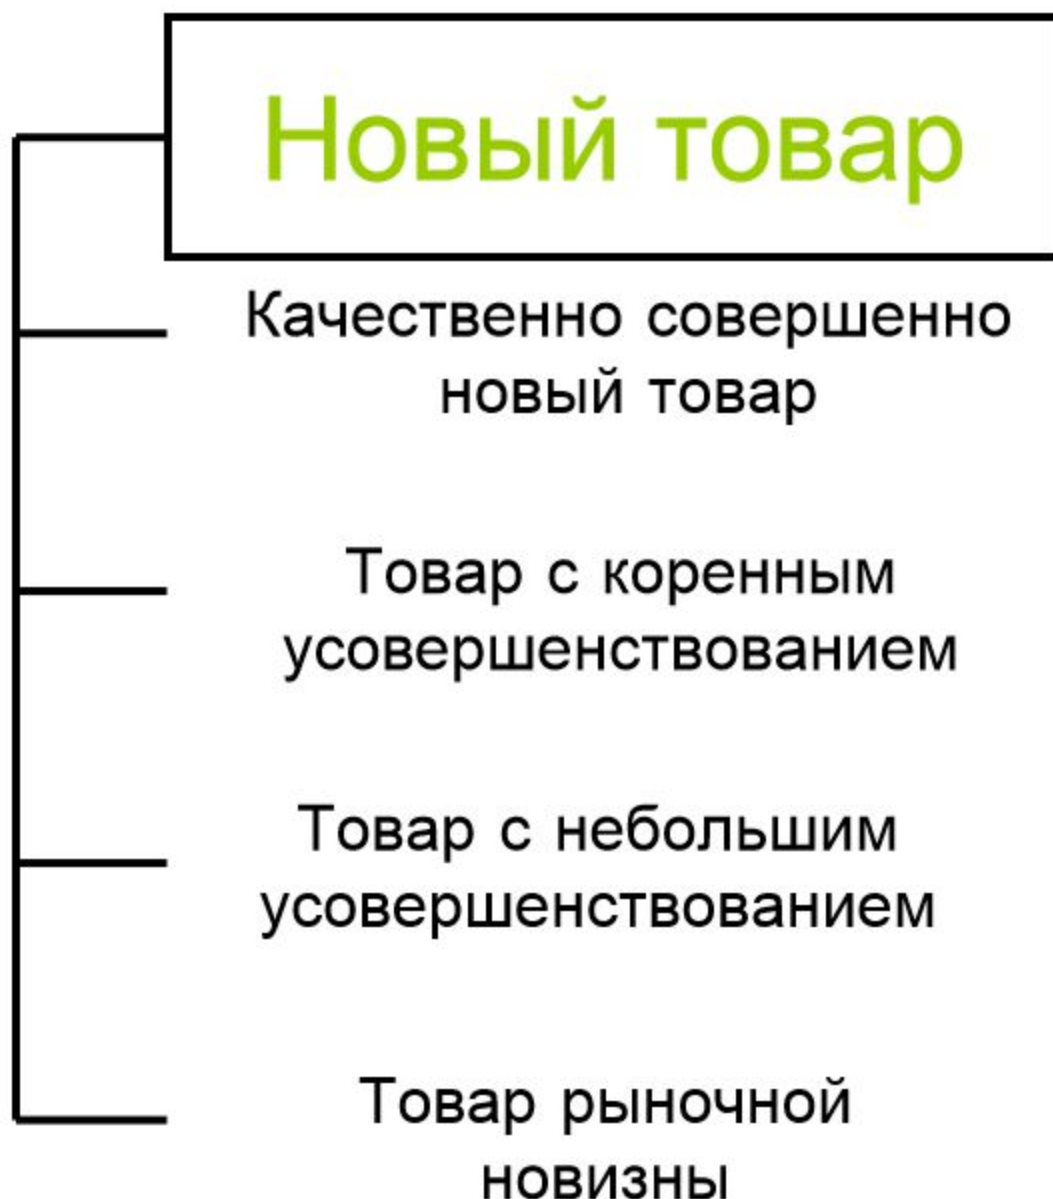 Новый товар
Качественно совершенно
новый товар
Товар с коренным
усовершенствованием
Товар с небольшим
усовершенствованием
Товар рыночной
новизны